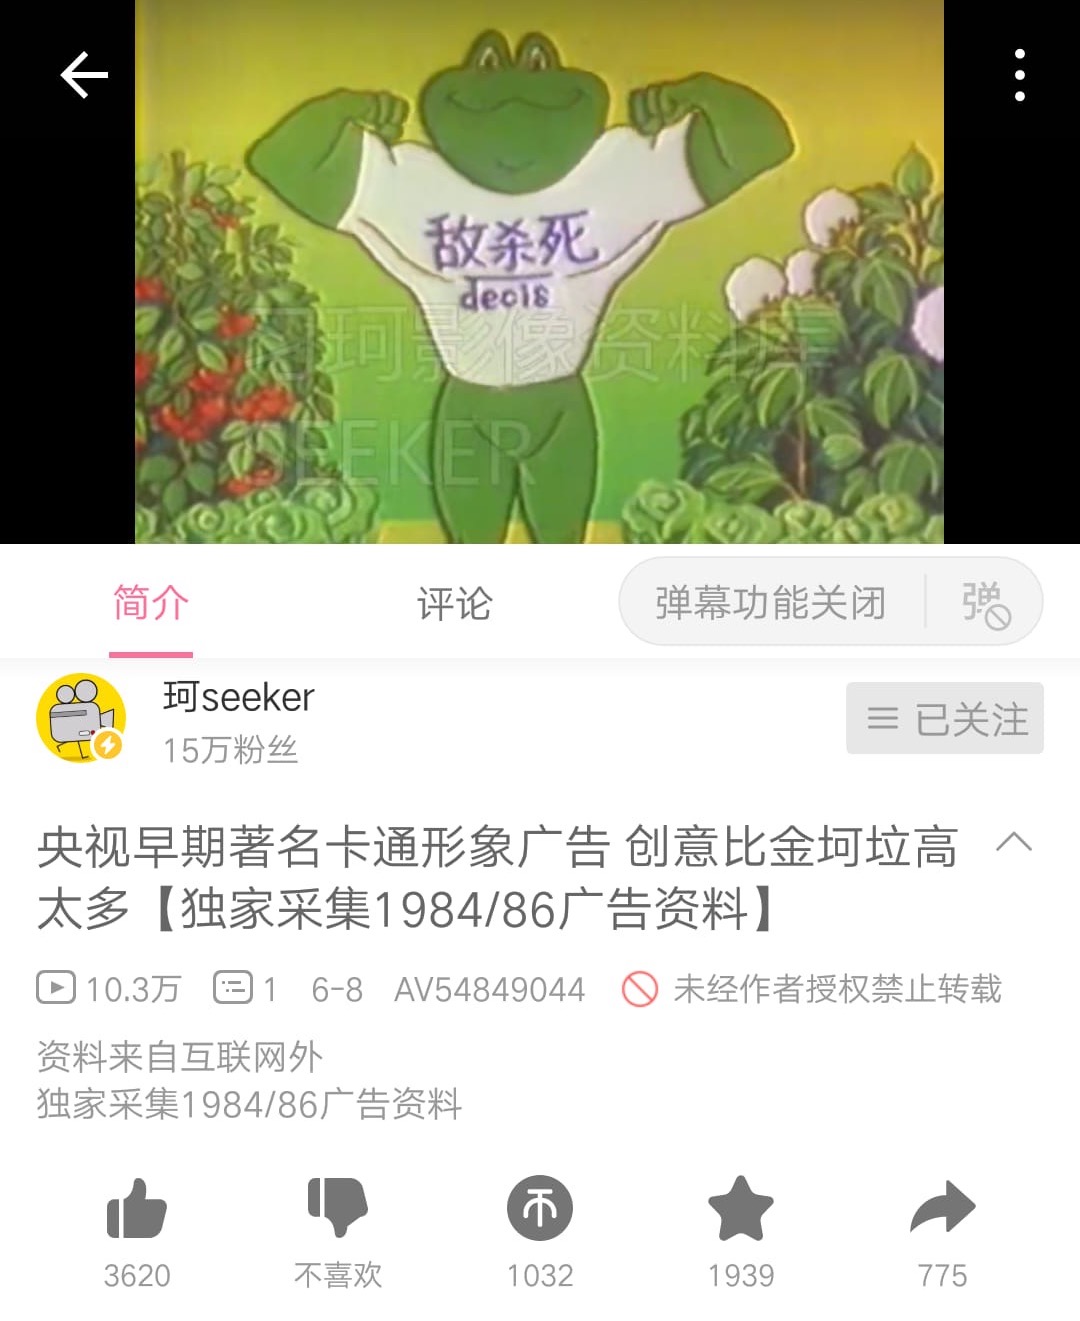 敌杀死
decis
珂影像资料库
SEEKER
简介
评论
弹幕功能关闭
弹
珂seeker
15万粉丝
已关注
央视早期著名卡通形象广告 创意比金坷垃高
太多【独家采集1984/86广告资料】
10.3万
1
6-8
AV54849044
未经作者授权禁止转载
资料来自互联网外
独家采集1984/86广告资料
3620
不喜欢
1032
1939
775